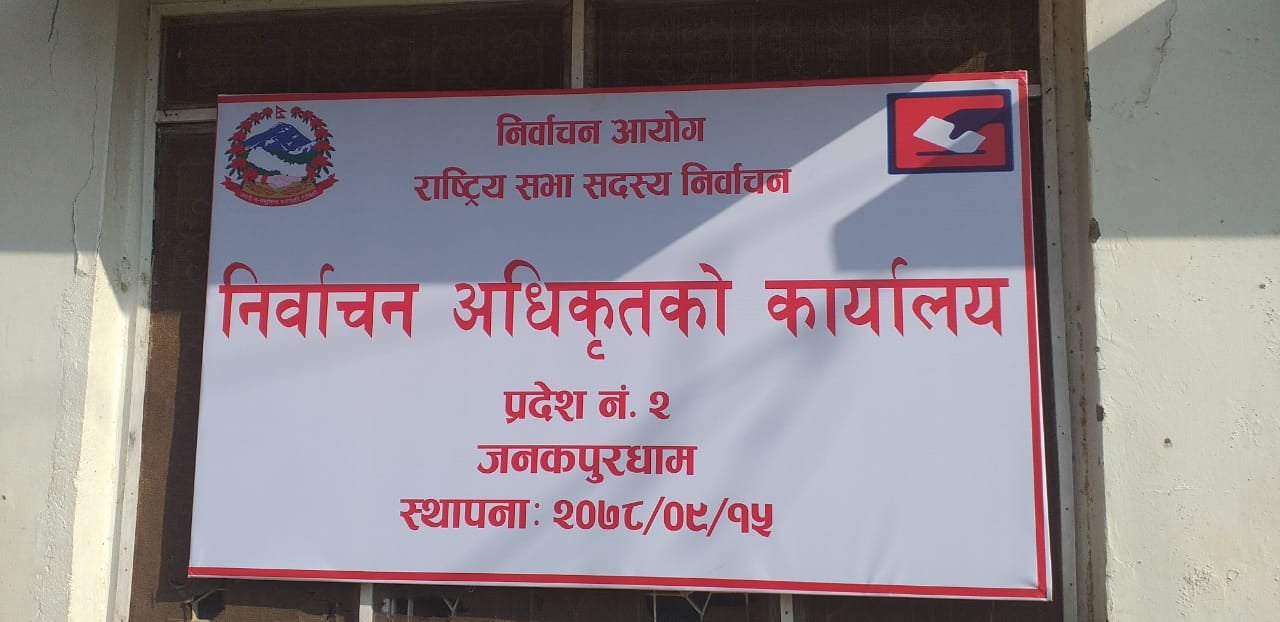 निर्वाचन आयोग
राष्ट्रिय सभा सदस्य निर्वाचन
निर्वाचन अधिकृतको कार्यालय
प्रदेश नं. २
जनकपुरधाम
स्थापनाः २०७८/०९/१५